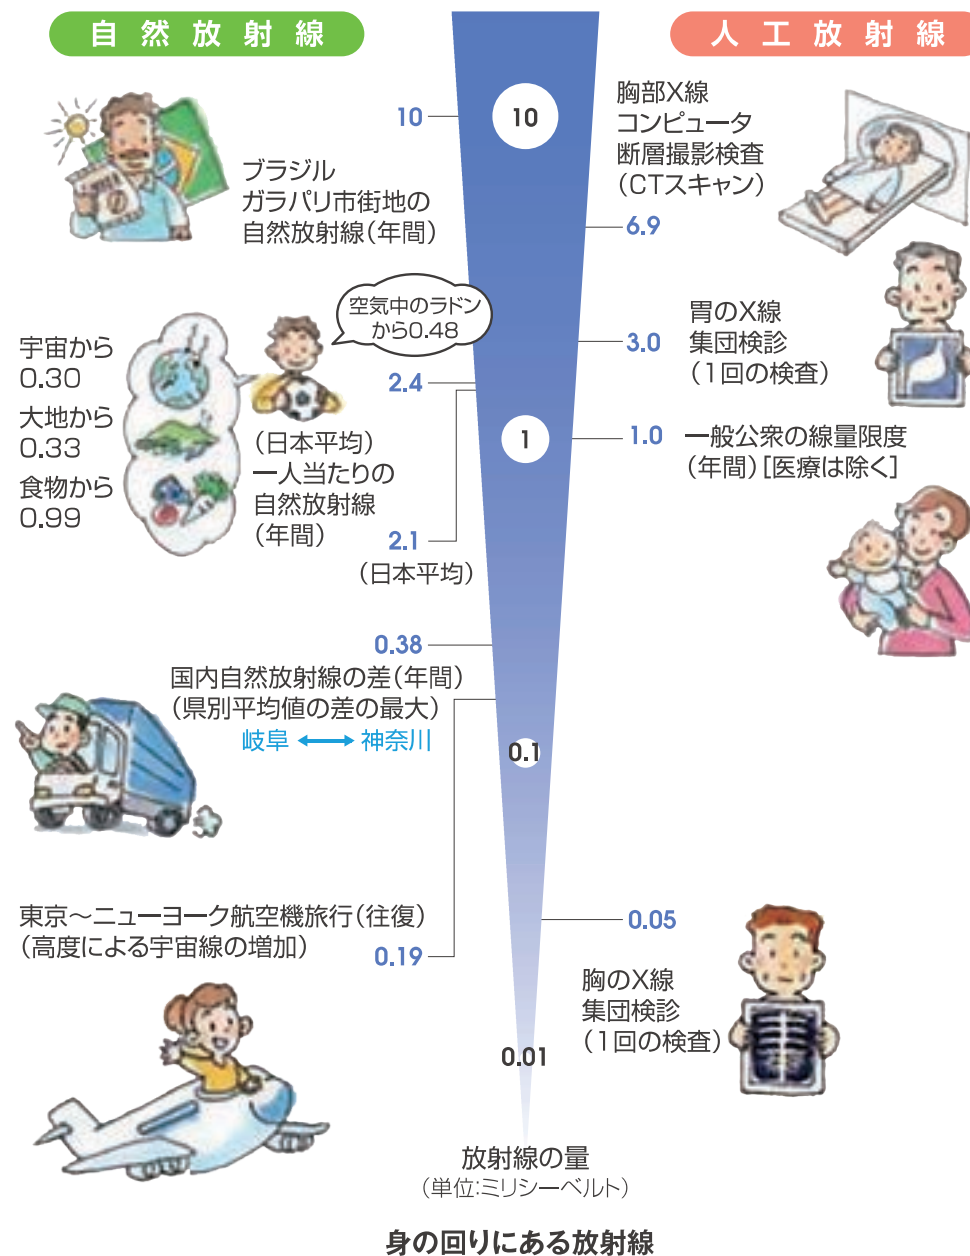 自然放射線
人工放射線
10
10
ブラジル
ガラパリ市街地の
自然放射線(年間)
胸部X線
コンピュータ
断層撮影検査
(CTスキャン)
6.9
空気中のラドン
から0.48
宇宙から
0.30
大地から
0.33
食物から
0.99
2.4
(日本平均)
一人当たりの
自然放射線
(年間)
2.1
(日本平均)
3.0
胃のX線
集団検診
(1回の検査)
1
1.0
一般公衆の線量限度
(年間)[医療は除く]
0.38
国内自然放射線の差(年間)
(県別平均値の差の最大)
岐阜 ⟷ 神奈川
0.1
東京～ニューヨーク航空機旅行(往復)
(高度による宇宙線の増加)
0.19
0.05
胸のX線
集団検診
(1回の検査)
0.01
放射線の量
(単位:ミリシーベルト)
身の回りにある放射線